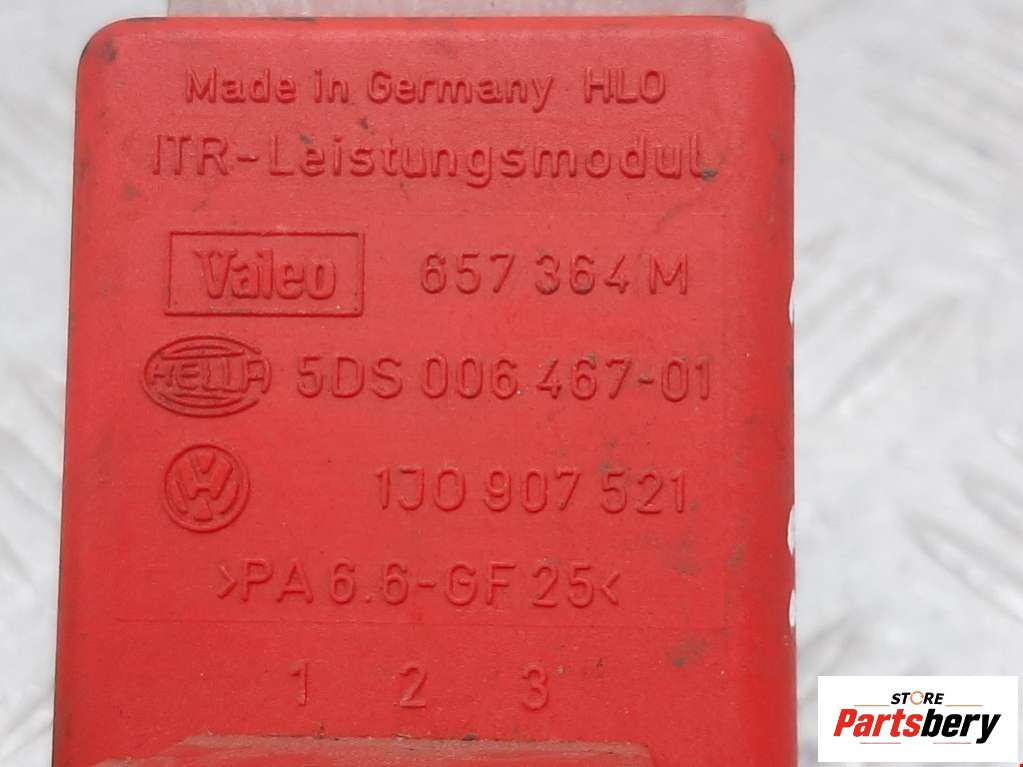 Made in Germany HLO
ITR-Leistungsmodul
Valeo 657 364 M
HELLA 5DS 006 467-01
VW 1J0 907 521
>PA 6.6-GF 25<
1 2 3
STORE
Partsbery